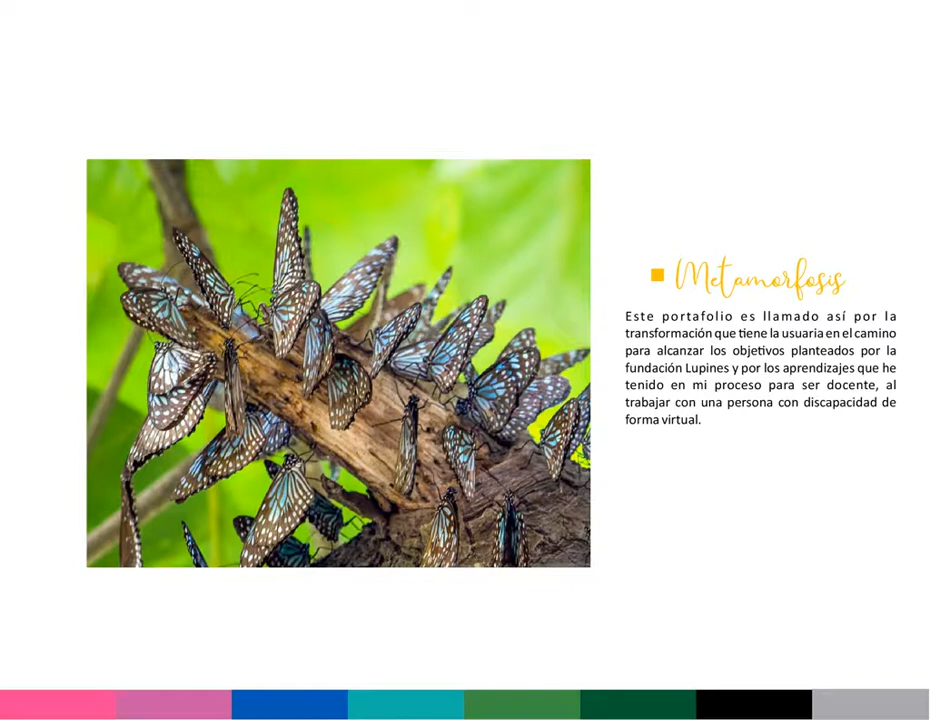 Metamorfosis
Este portafolio es llamado así por la
transformación que tiene la usuaria en el camino
para alcanzar los objetivos planteados por la
fundación Lupines y por los aprendizajes que he
tenido en mi proceso para ser docente, al
trabajar con una persona con discapacidad de
forma virtual.